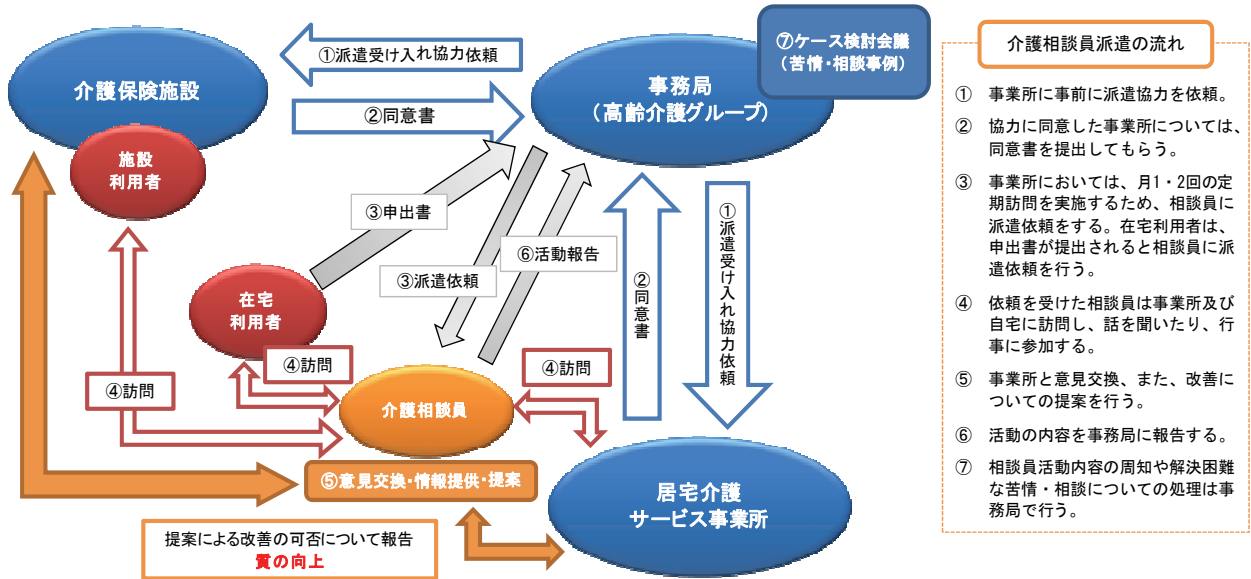 介護保険施設
施設
利用者
①派遣受け入れ協力依頼
②同意書
事務局
（高齢介護グループ）
⑦ケース検討会議
（苦情・相談事例）
③申出書
③派遣依頼
⑥活動報告
②同意書
①派遣受け入れ協力依頼
在宅
利用者
④訪問
④訪問
④訪問
介護相談員
⑤意見交換・情報提供・提案
居宅介護
サービス事業所
提案による改善の可否について報告
質の向上
介護相談員派遣の流れ
① 事業所に事前に派遣協力を依頼。
② 協力に同意した事業所については、
同意書を提出してもらう。
③ 事業所においては、月1・2回の定
期訪問を実施するため、相談員に
派遣依頼をする。在宅利用者は、
申出書が提出されると相談員に派
遣依頼を行う。
④ 依頼を受けた相談員は事業所及び
自宅に訪問し、話を聞いたり、行
事に参加する。
⑤ 事業所と意見交換、また、改善に
ついての提案を行う。
⑥ 活動の内容を事務局に報告する。
⑦ 相談員活動内容の周知や解決困難
な苦情・相談についての処理は事
務局で行う。